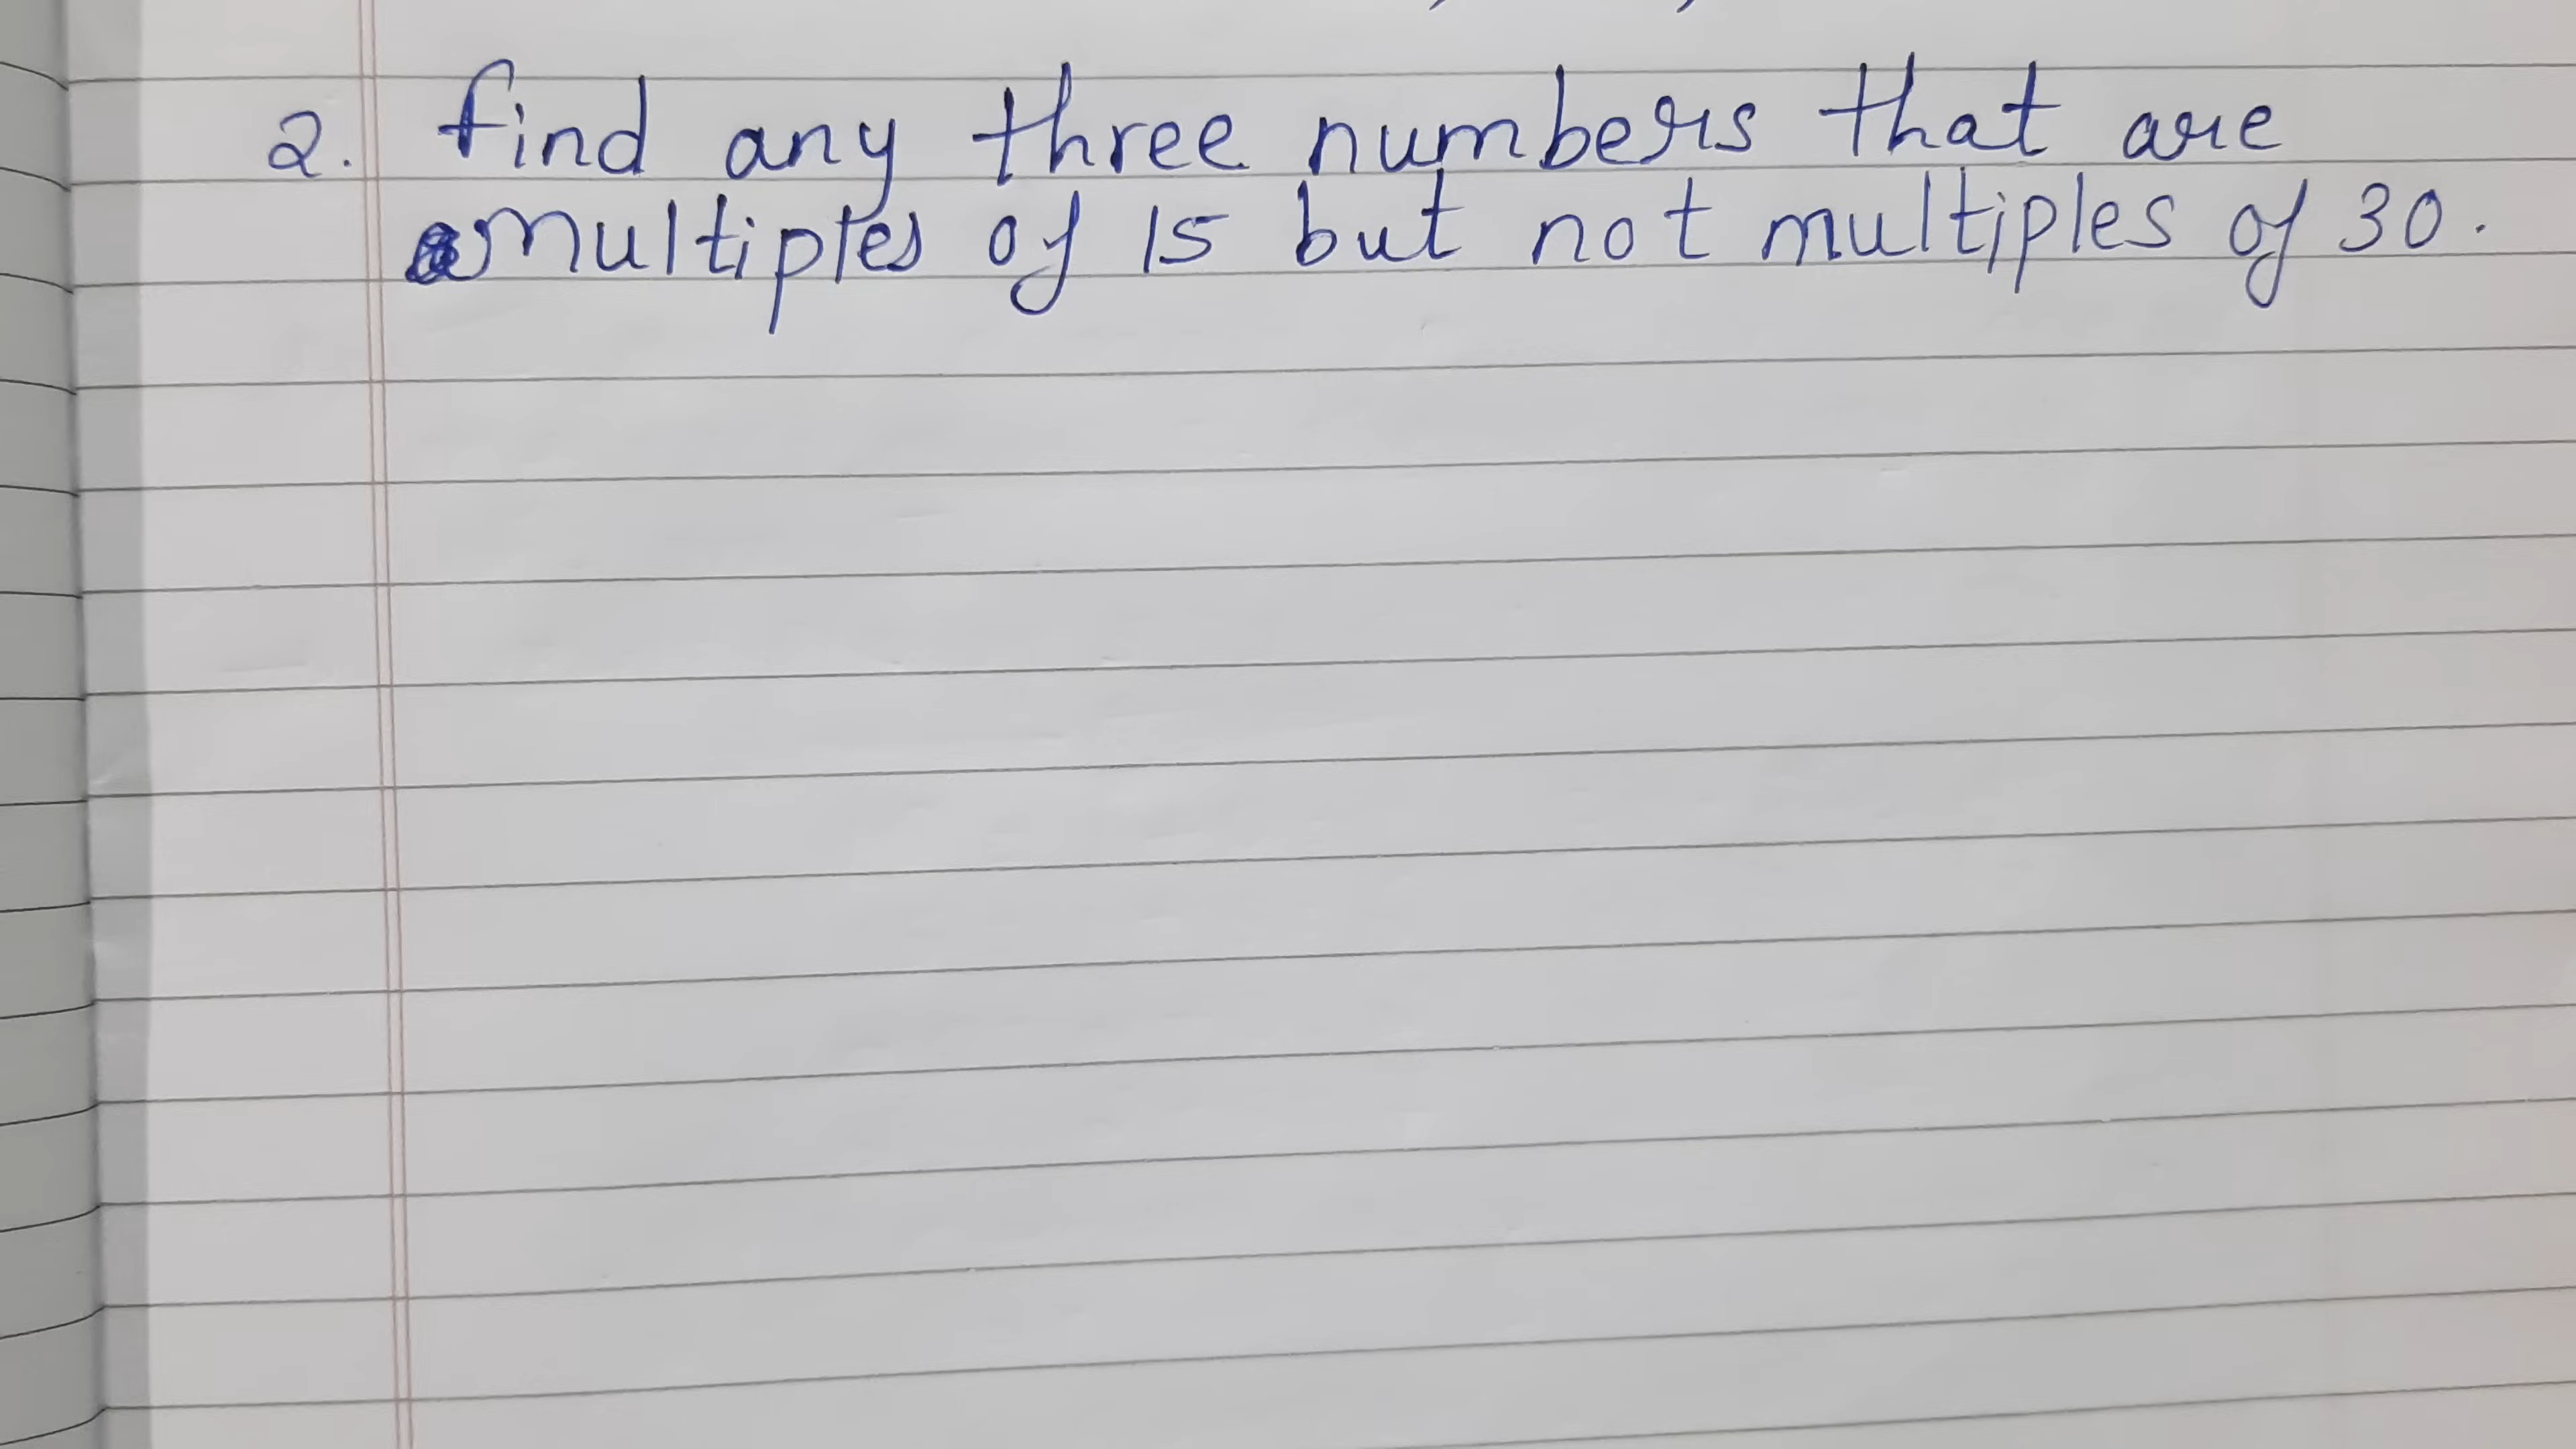 2. find any three numbers that are
multiples of 15 but not multiples of 30.